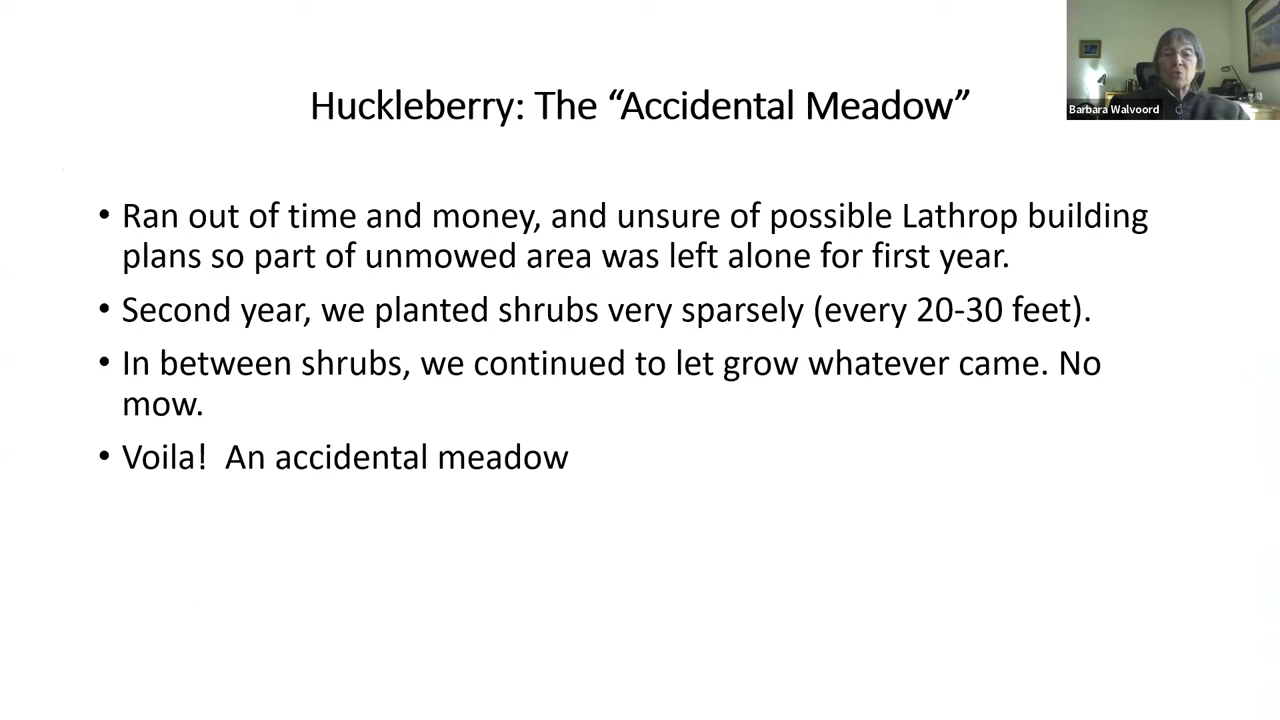 Huckleberry: The “Accidental Meadow”
Barbara Walvoord
• Ran out of time and money, and unsure of possible Lathrop building
plans so part of unmowed area was left alone for first year.
• Second year, we planted shrubs very sparsely (every 20-30 feet).
• In between shrubs, we continued to let grow whatever came. No
mow.
• Voila!  An accidental meadow